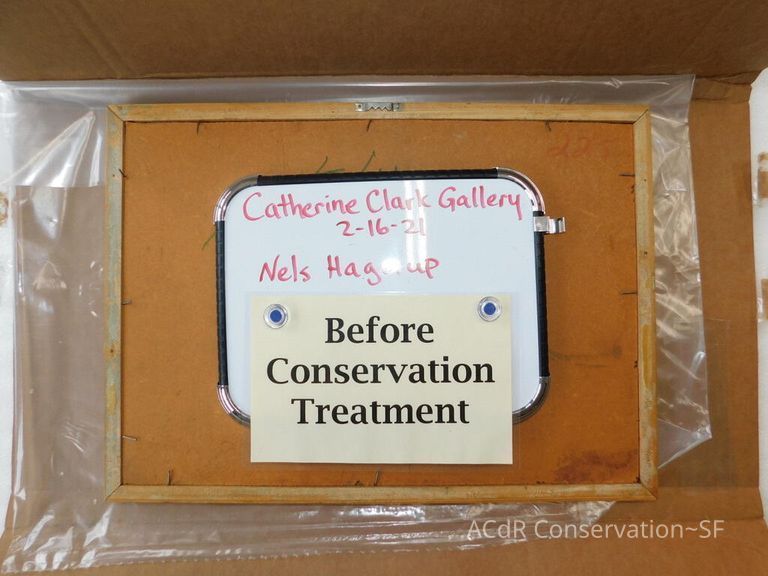 Catherine Clark Gallery
2-16-21
Nels Hagerup
Before
Conservation
Treatment
ACdR Conservation~SF